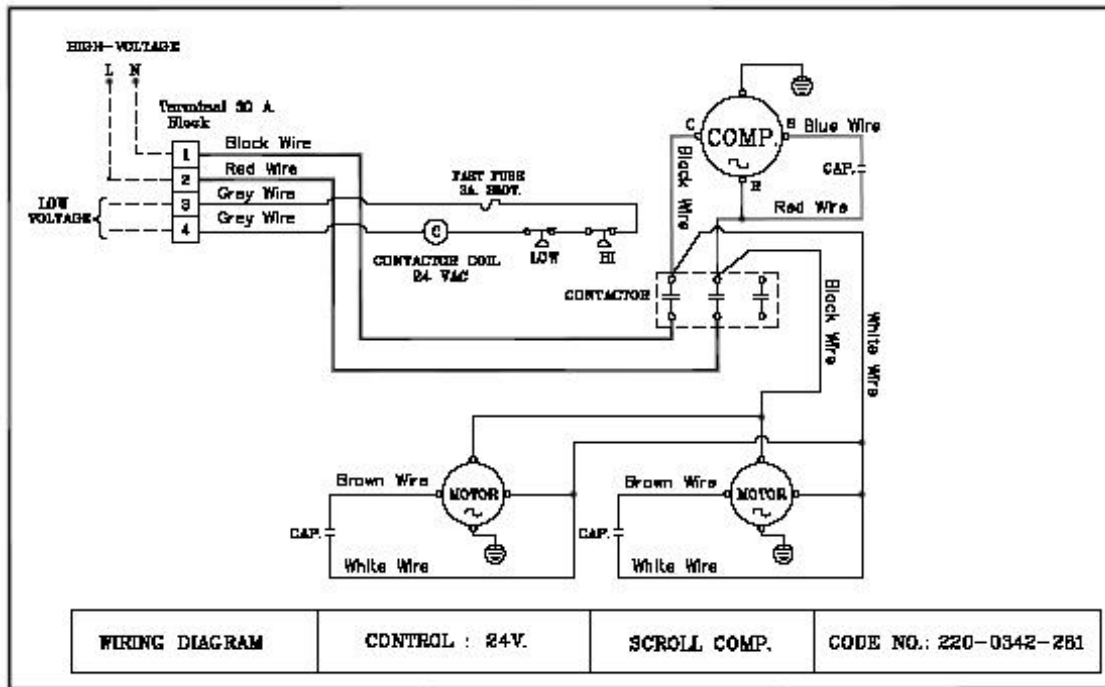 HIGH-VOLTAGE
L N
Terminal 30 A.
Block
1
2
3
4
Black Wire
Red Wire
Grey Wire
Grey Wire
LOW
VOLTAGE
FAST FUSE
3A. 250V.
C
CONTACTOR COIL
24 VAC
LOW
HI
C
COMP.
S
R
Blue Wire
CAP.
Black Wire
Red Wire
CONTACTOR
Black Wire
White Wire
Brown Wire
MOTOR
CAP.
White Wire
Brown Wire
MOTOR
CAP.
White Wire
WIRING DIAGRAM
CONTROL : 24V.
SCROLL COMP.
CODE NO.: 220-0342-281